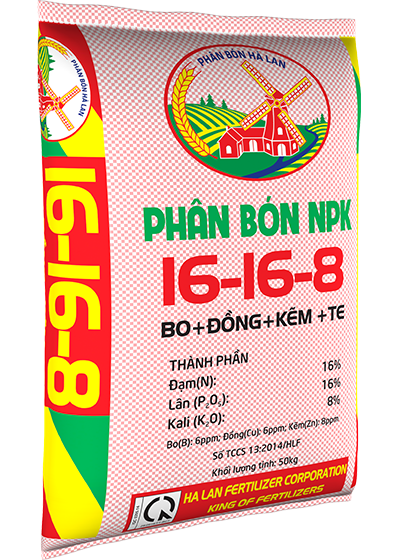 PHÂN BÓN HÀ LAN
16-16-8
PHÂN BÓN HÀ LAN
PHÂN BÓN NPK
16-16-8
BO+ĐỒNG+KẼM +TE
THÀNH PHẦN
Đạm(N): 16%
Lân (P₂O₅): 16%
Kali (K₂O): 8%
Bo(B): 6ppm; Đồng(Cu): 6ppm; Kẽm(Zn): 8ppm
Số TCCS 13:2014/HLF
Khối lượng tịnh: 50kg
HA LAN FERTILIZER CORPORATION
KING OF FERTILIZERS